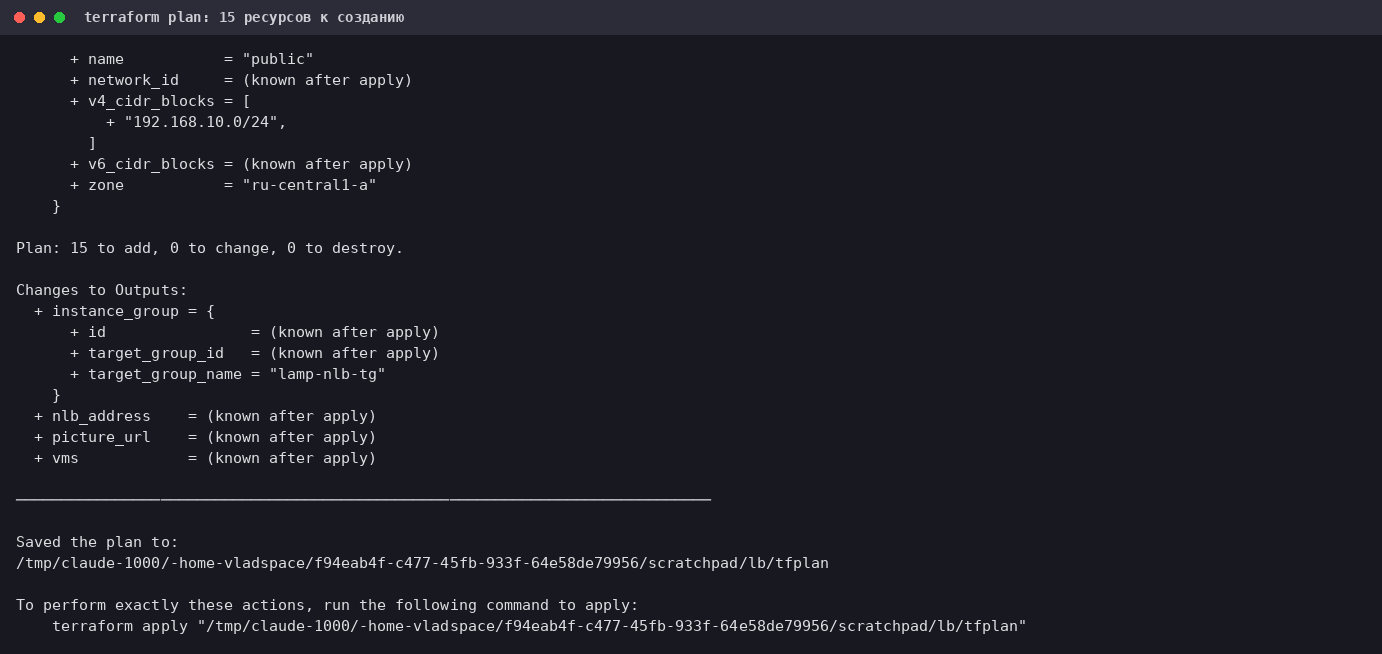 terraform plan: 15 ресурсов к созданию
      + name           = "public"
      + network_id     = (known after apply)
      + v4_cidr_blocks = [
          + "192.168.10.0/24",
        ]
      + v6_cidr_blocks = (known after apply)
      + zone           = "ru-central1-a"
    }

Plan: 15 to add, 0 to change, 0 to destroy.

Changes to Outputs:
  + instance_group = {
      + id                = (known after apply)
      + target_group_id   = (known after apply)
      + target_group_name = "lamp-nlb-tg"
    }
  + nlb_address    = (known after apply)
  + picture_url    = (known after apply)
  + vms            = (known after apply)

Saved the plan to:
/tmp/claude-1000/-home-vladspace/f94eab4f-c477-45fb-933f-64e58de79956/scratchpad/lb/tfplan

To perform exactly these actions, run the following command to apply:
    terraform apply "/tmp/claude-1000/-home-vladspace/f94eab4f-c477-45fb-933f-64e58de79956/scratchpad/lb/tfplan"